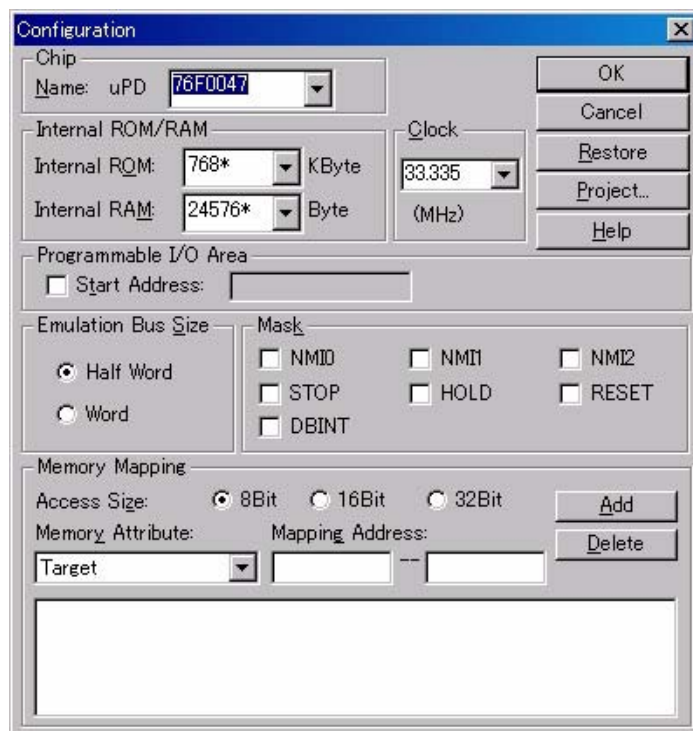 Configuration
Chip
Name: uPD 76F0047
OK
Cancel
Restore
Project...
Help
Internal ROM/RAM
Internal ROM: 768* KByte
Internal RAM: 24576* Byte
Clock
33.335
(MHz)
Programmable I/O Area
Start Address:
Emulation Bus Size
Half Word
Word
Mask
NMI0 NMI1 NMI2
STOP HOLD RESET
DBINT
Memory Mapping
Access Size: 8Bit 16Bit 32Bit
Add
Memory Attribute: Mapping Address:
Delete
Target --